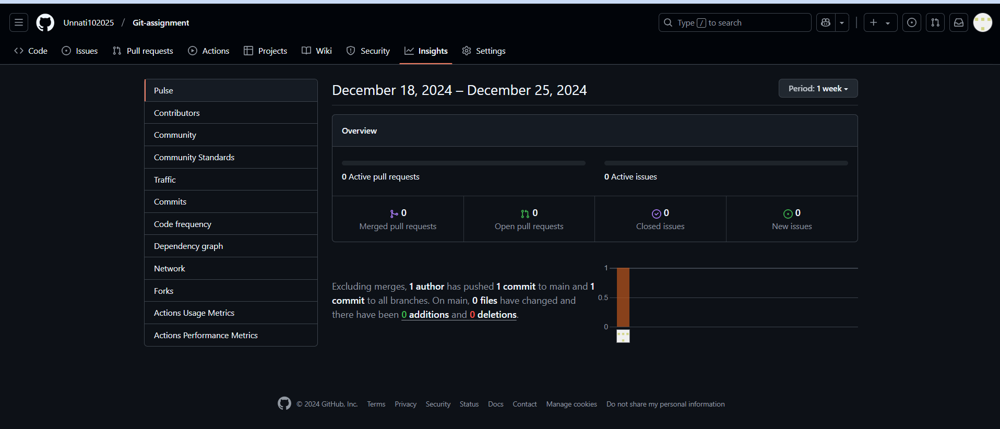 Unnati102025 / Git-assignment
Type / to search
Code Issues Pull requests Actions Projects Wiki Security Insights Settings
Pulse
Contributors
Community
Community Standards
Traffic
Commits
Code frequency
Dependency graph
Network
Forks
Actions Usage Metrics
Actions Performance Metrics
December 18, 2024 – December 25, 2024
Period: 1 week
Overview
0 Active pull requests
0 Active issues
0
Merged pull requests
0
Open pull requests
0
Closed issues
0
New issues
Excluding merges, 1 author has pushed 1 commit to main and 1
commit to all branches. On main, 0 files have changed and
there have been 0 additions and 0 deletions.
1
0.5
0
© 2024 GitHub, Inc. Terms Privacy Security Status Docs Contact Manage cookies Do not share my personal information